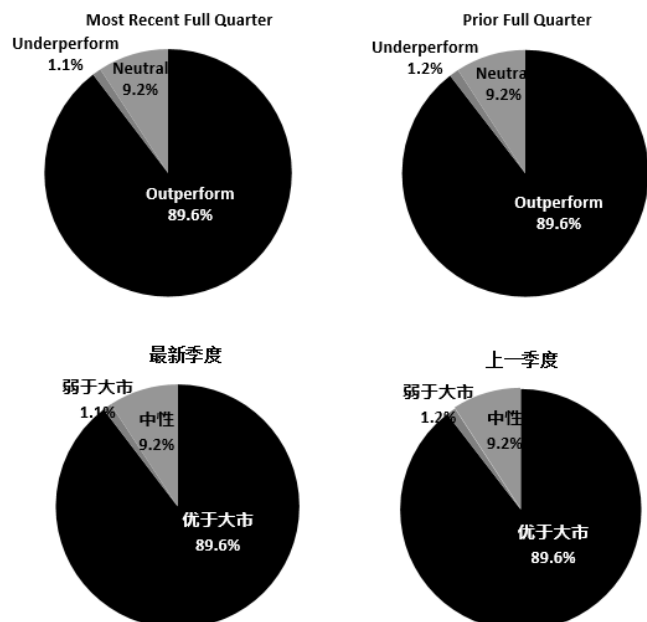 Most Recent Full Quarter
Underperform
1.1%
Neutral
9.2%
Outperform
89.6%
Prior Full Quarter
Underperform
1.2%
Neutral
9.2%
Outperform
89.6%
最新季度
弱于大市
1.1%
中性
9.2%
优于大市
89.6%
上一季度
弱于大市
1.2%
中性
9.2%
优于大市
89.6%